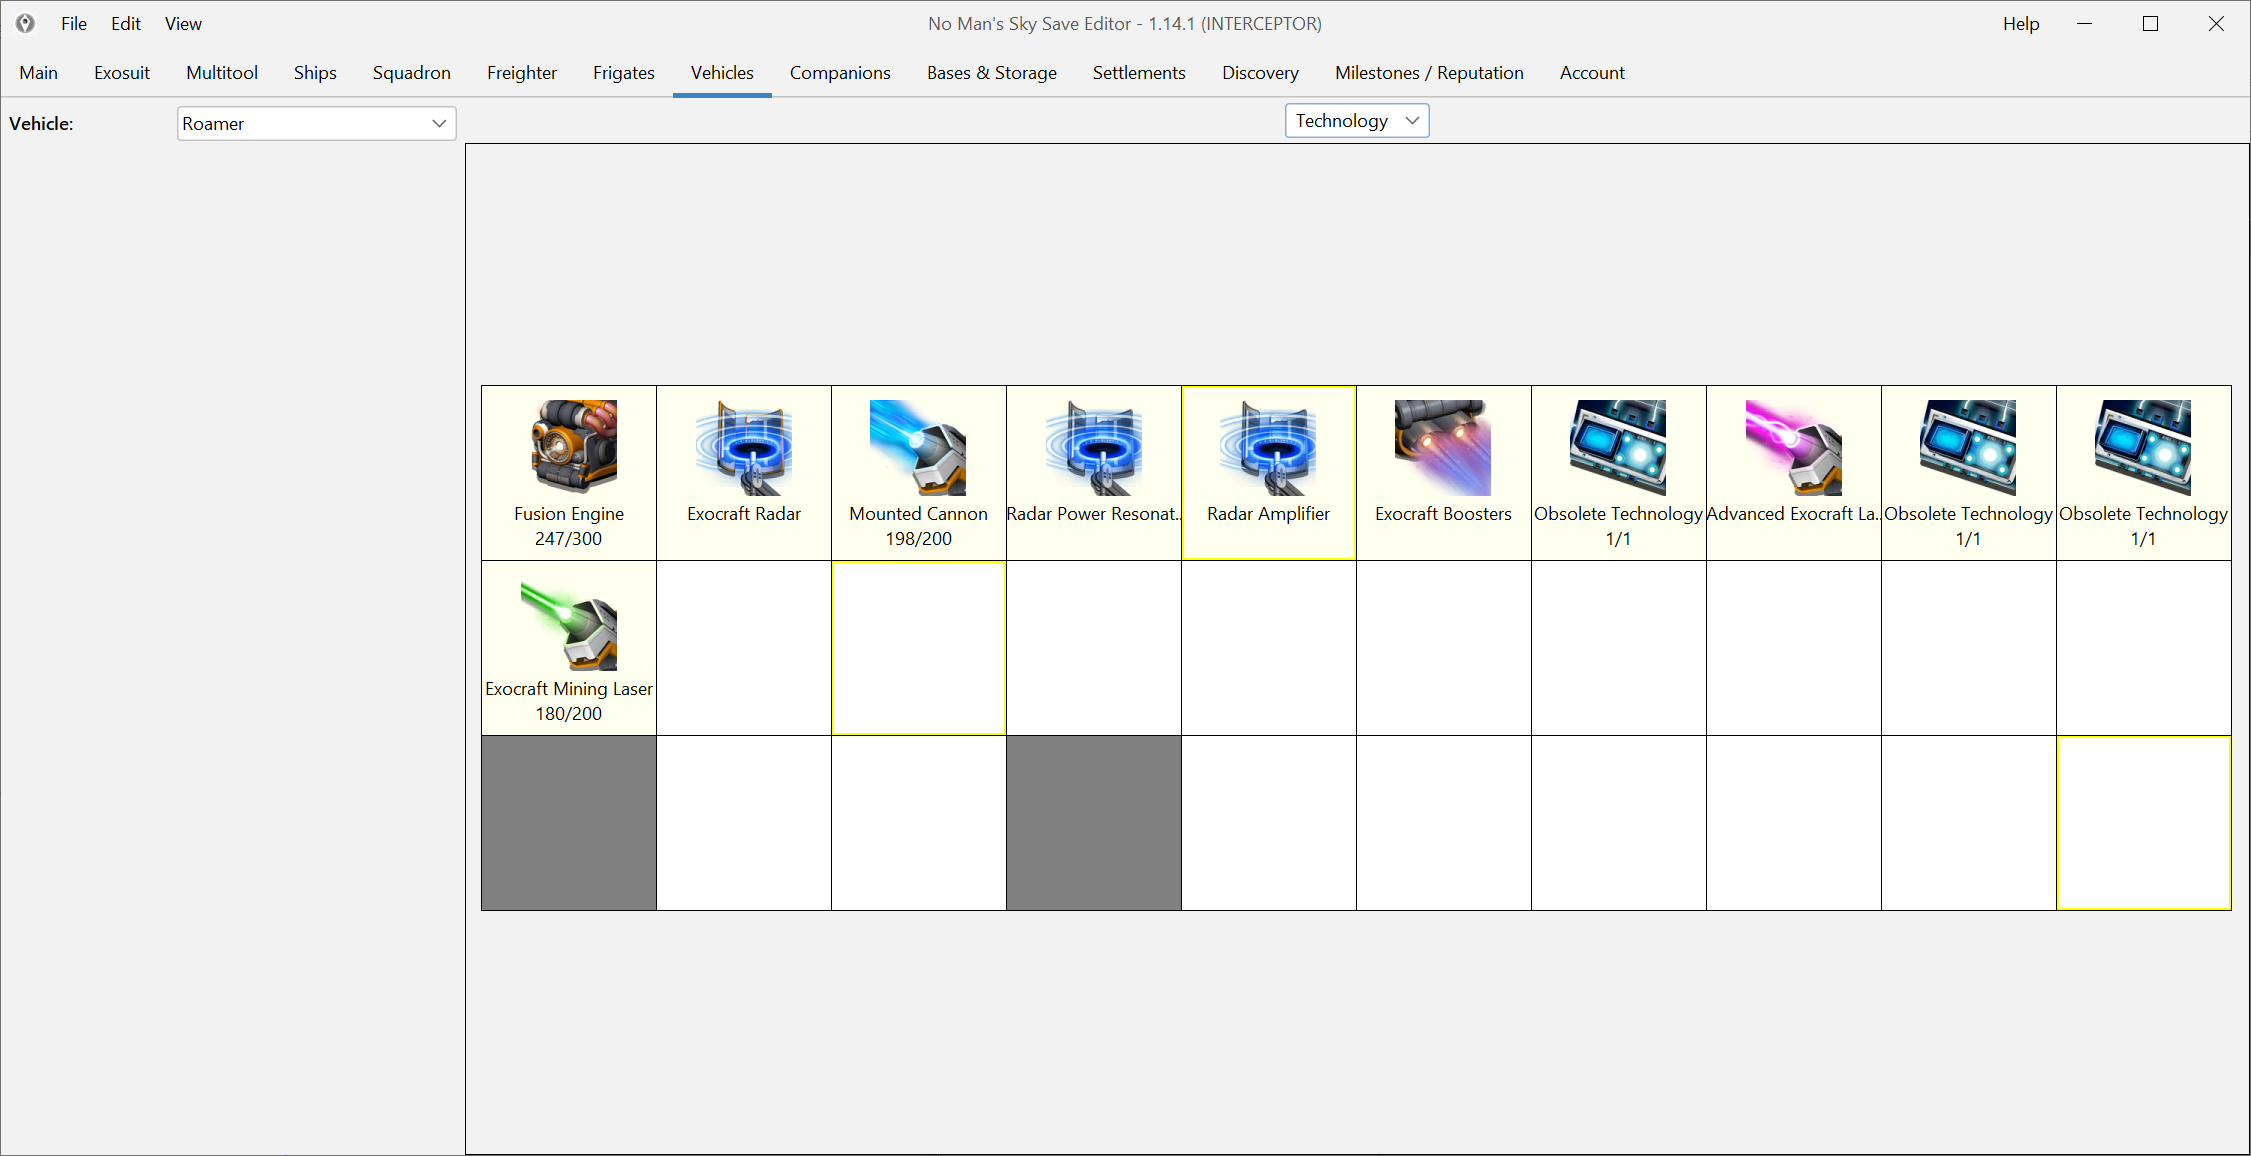 File Edit View No Man's Sky Save Editor - 1.14.1 (INTERCEPTOR) Help
Main Exosuit Multitool Ships Squadron Freighter Frigates Vehicles Companions Bases & Storage Settlements Discovery Milestones / Reputation Account
Vehicle: Roamer Technology
Fusion Engine Exocraft Radar Mounted Cannon Radar Power Resonat.. Radar Amplifier Exocraft Boosters Obsolete Technology Advanced Exocraft La.. Obsolete Technology Obsolete Technology
247/300 198/200 1/1 1/1 1/1
Exocraft Mining Laser
180/200